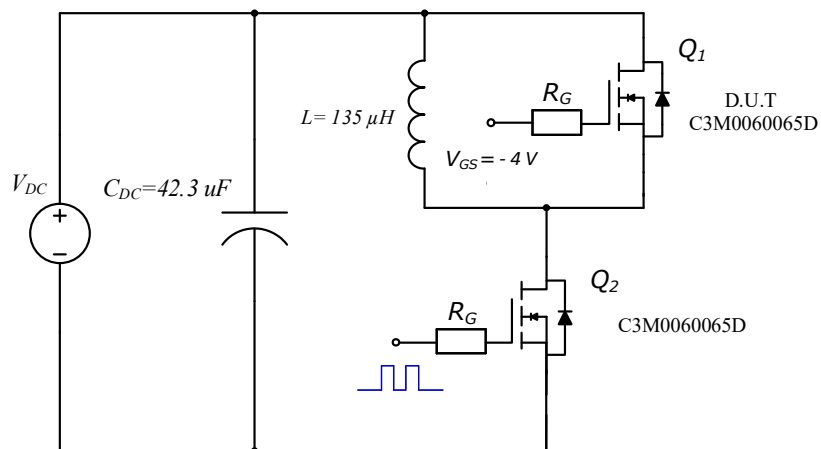 Q1
RG
D.U.T
C3M0060065D
L= 135 μH
VGS = - 4 V
VDC
CDC=42.3 uF
Q2
RG
C3M0060065D